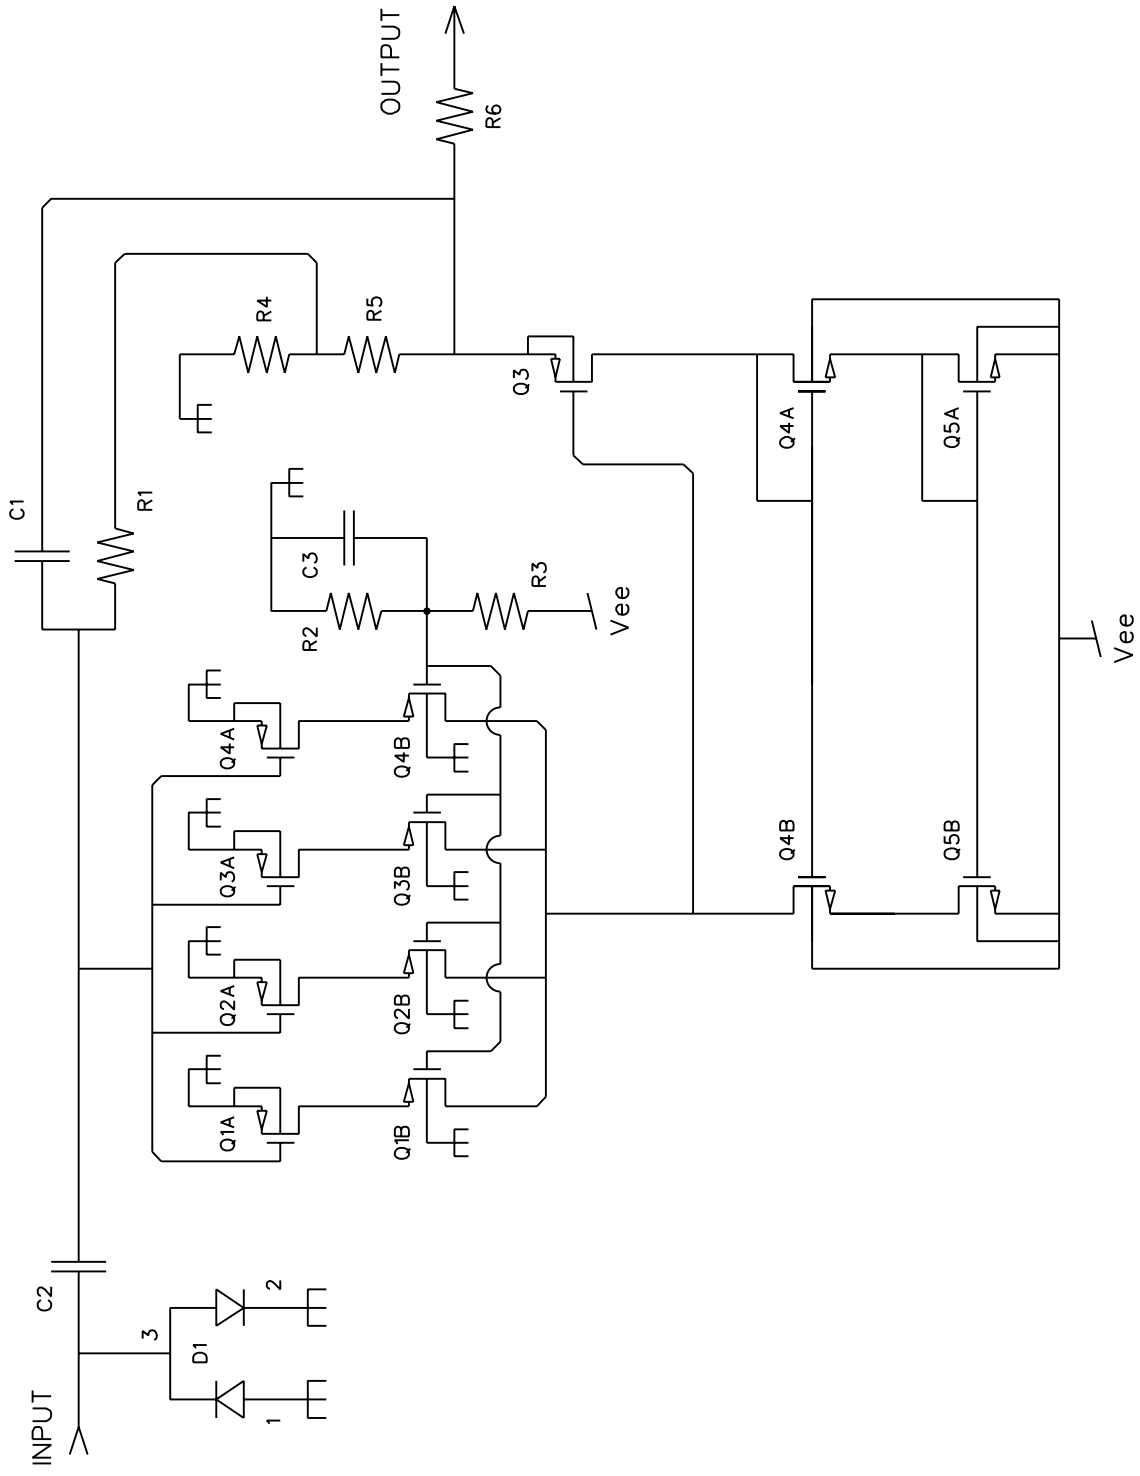 INPUT
C2
3
D1
1
2
C1
R1
Q1A
Q2A
Q3A
Q4A
Q1B
Q2B
Q3B
Q4B
R2
C3
R3
Vee
R4
R5
OUTPUT
R6
Q3
Q4B
Q4A
Q5B
Q5A
Vee